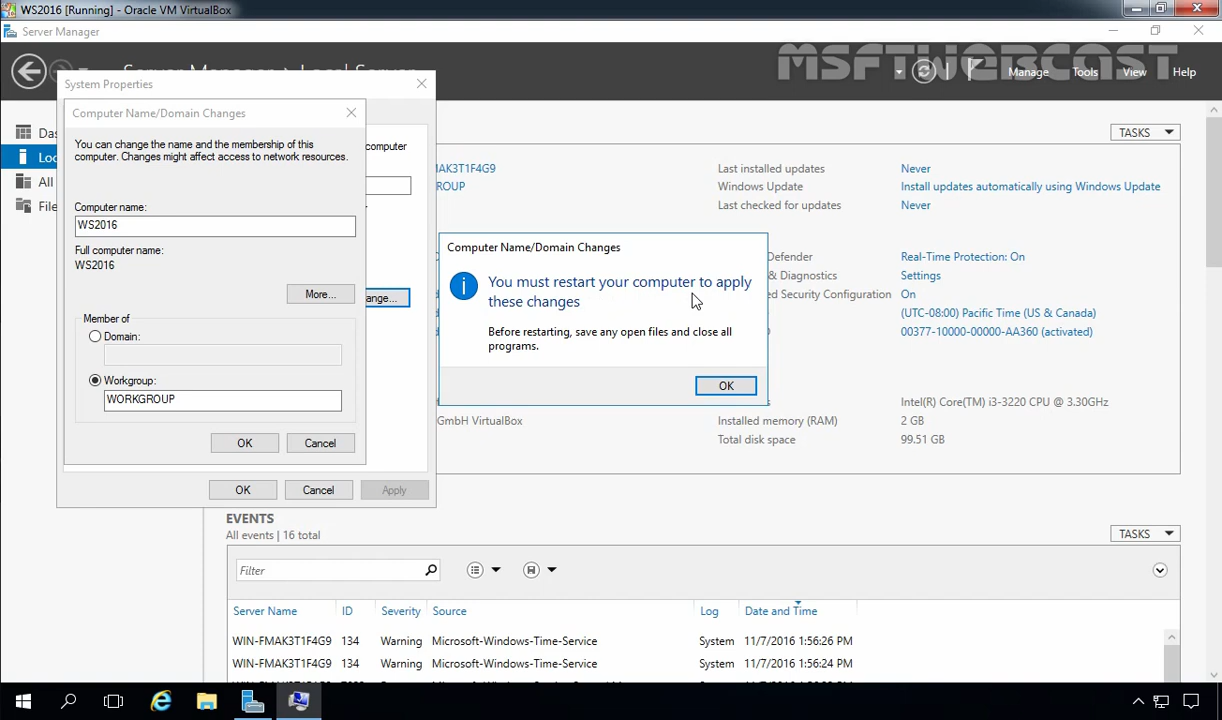 WS2016 [Running] - Oracle VM VirtualBox
Server Manager
MSFTWEBCAST
Manage Tools View Help
System Properties
Computer Name/Domain Changes
You can change the name and the membership of this
computer. Changes might affect access to network resources.
Computer name:
WS2016
Full computer name:
WS2016
More...
Member of
Domain:
Workgroup:
WORKGROUP
OK Cancel
OK Cancel Apply
computer
ange...
Computer Name/Domain Changes
You must restart your computer to apply
these changes
Before restarting, save any open files and close all
programs.
OK
TASKS
MAK3T1F4G9
Last installed updates Never
Windows Update Install updates automatically using Windows Update
Last checked for updates Never
efender Real-Time Protection: On
& Diagnostics Settings
ed Security Configuration On
(UTC-08:00) Pacific Time (US & Canada)
00377-10000-00000-AA360 (activated)
Intel(R) Core(TM) i3-3220 CPU @ 3.30GHz
GmbH VirtualBox Installed memory (RAM) 2 GB
Total disk space 99.51 GB
EVENTS
All events | 16 total
TASKS
Filter
Server Name ID Severity Source Log Date and Time
WIN-FMAK3T1F4G9 134 Warning Microsoft-Windows-Time-Service System 11/7/2016 1:56:26 PM
WIN-FMAK3T1F4G9 134 Warning Microsoft-Windows-Time-Service System 11/7/2016 1:56:24 PM